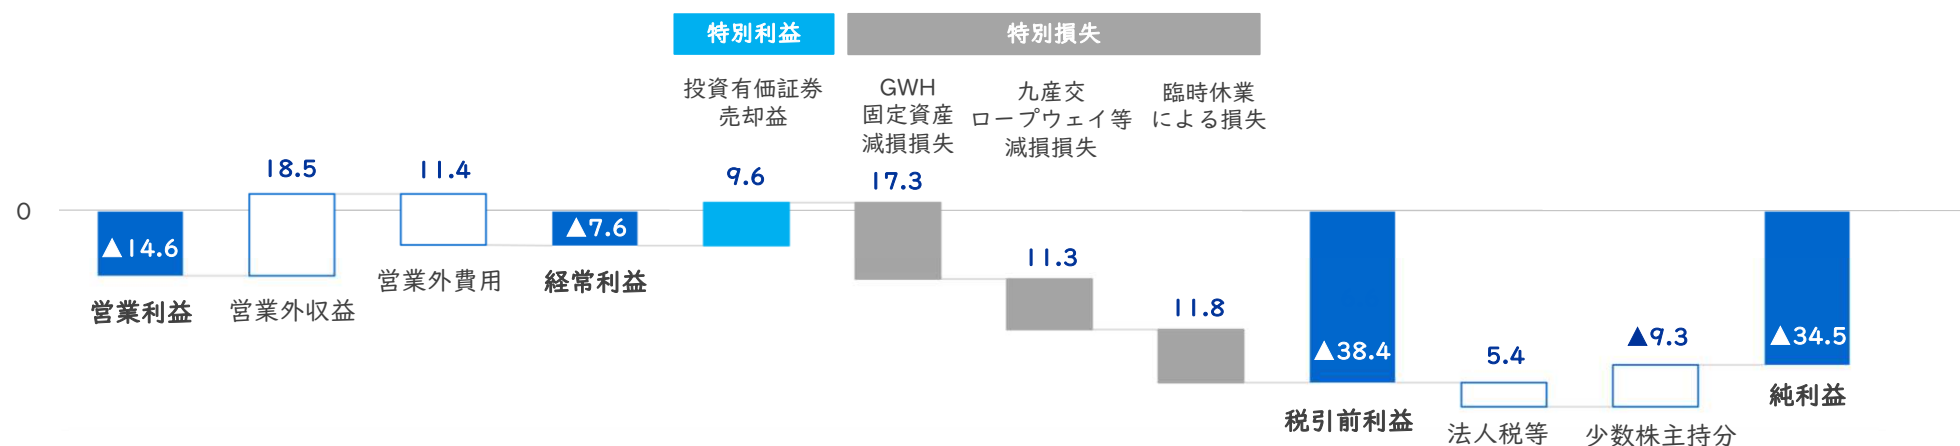 特別利益
特別損失
投資有価証券
売却益
GWH
固定資産
減損損失
九産交
ロープウェイ等
減損損失
臨時休業
による損失
0
▲14.6
営業利益
18.5
営業外収益
11.4
営業外費用
▲7.6
経常利益
9.6
17.3
11.3
11.8
▲38.4
税引前利益
5.4
法人税等
▲9.3
少数株主持分
▲34.5
純利益